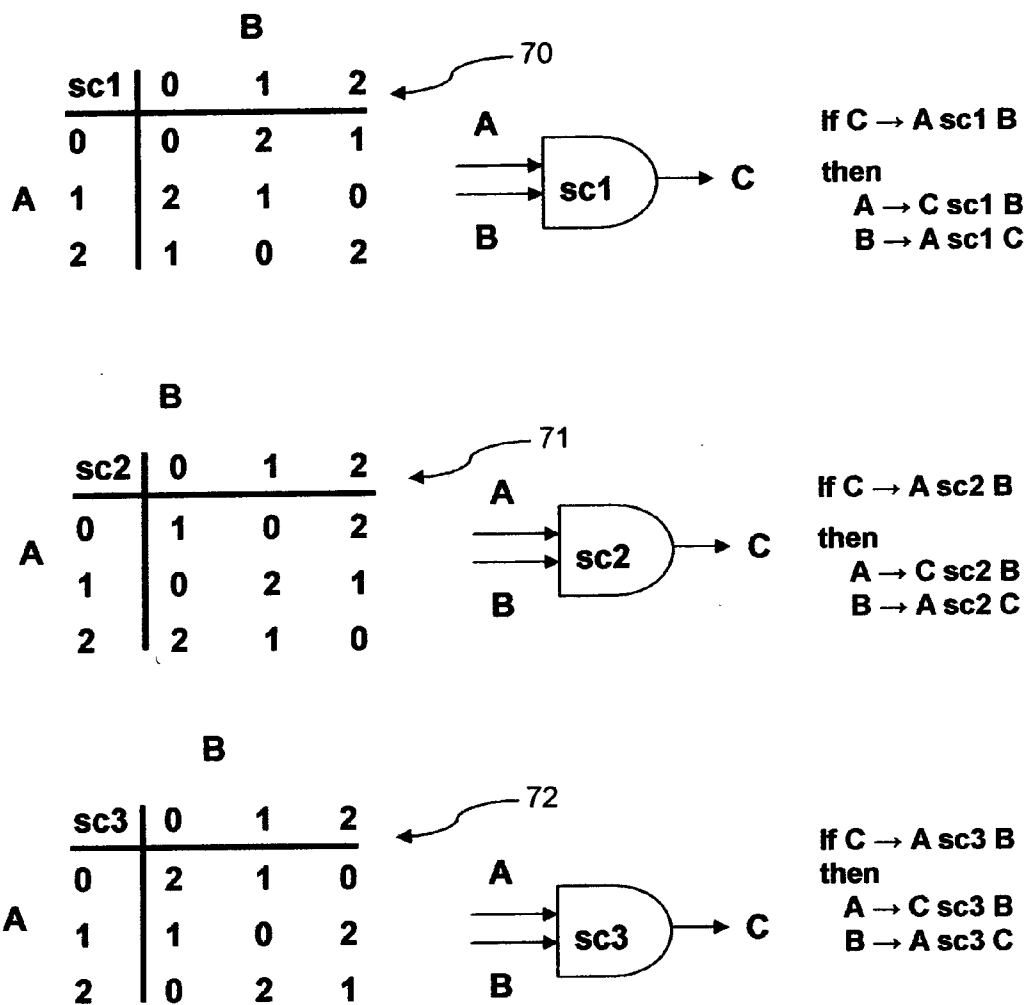 B
70
sc1 0 1 2
0 0 2 1
A 1 2 1 0
2 1 0 2
A
B
sc1
C
If C → A sc1 B
then
A → C sc1 B
B → A sc1 C
B
71
sc2 0 1 2
0 1 0 2
A
1 0 2 1
2 2 1 0
A
B
sc2
C
If C → A sc2 B
then
A → C sc2 B
B → A sc2 C
B
72
sc3 0 1 2
0 2 1 0
A
1 1 0 2
2 0 2 1
A
B
sc3
C
If C → A sc3 B
then
A → C sc3 B
B → A sc3 C